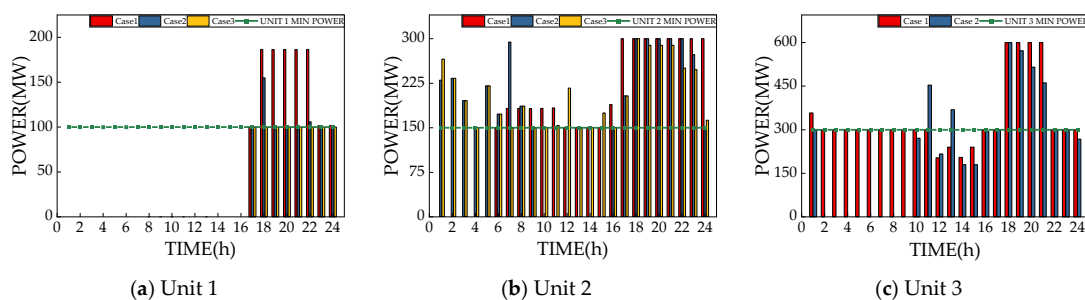 Case1 Case2 Case3 UNIT 1 MIN POWER
200
150
100
50
0
POWER(MW)
0 2 4 6 8 10 12 14 16 18 20 22 24
TIME(h)
(a) Unit 1
Case1 Case2 Case3 UNIT 2 MIN POWER
300
225
150
75
0
POWER(MW)
0 2 4 6 8 10 12 14 16 18 20 22 24
TIME(h)
(b) Unit 2
Case 1 Case 2 UNIT 3 MIN POWER
600
450
300
150
0
POWER(MW)
0 2 4 6 8 10 12 14 16 18 20 22 24
TIME(h)
(c) Unit 3